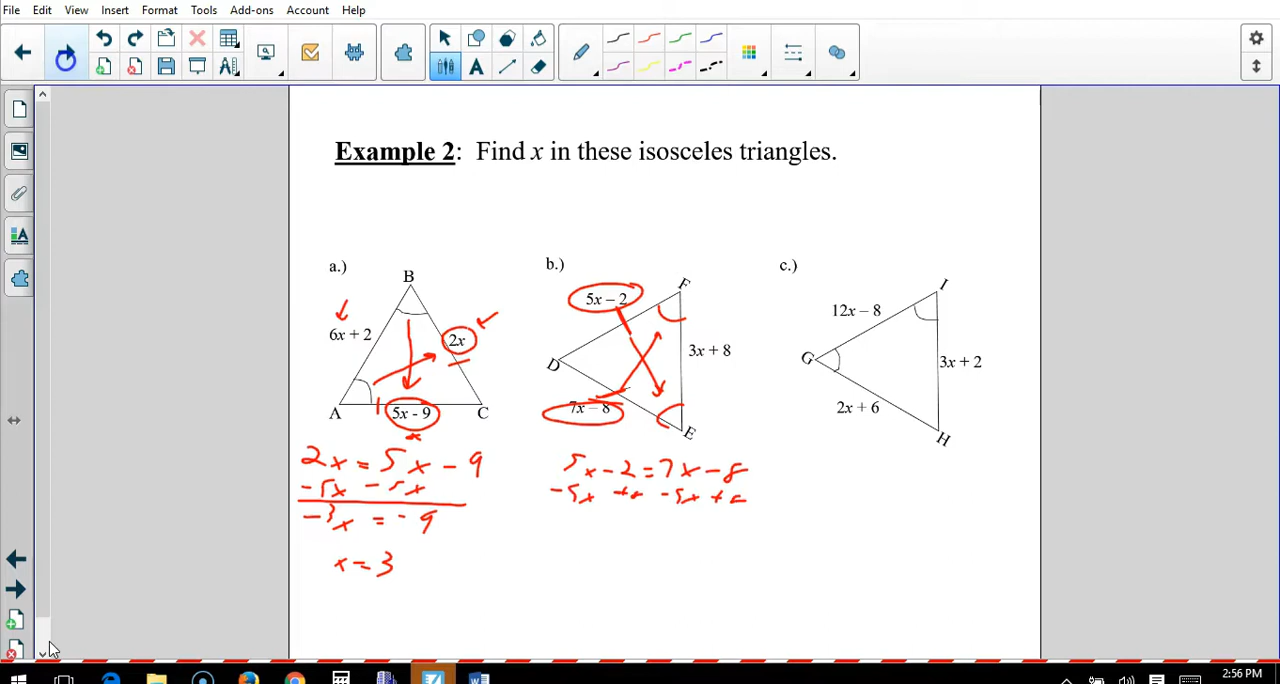 File Edit View Insert Format Tools Add-ons Account Help
Example 2: Find x in these isosceles triangles.
a.)
B
6x + 2
2x
A
5x - 9
C
2x = 5x - 9
-5x -5x
-3x = -9
x = 3
b.)
F
5x – 2
D
3x + 8
7x – 8
E
5x - 2 = 7x - 8
-5x -5x
c.)
I
12x – 8
G
3x + 2
2x + 6
H
2:56 PM